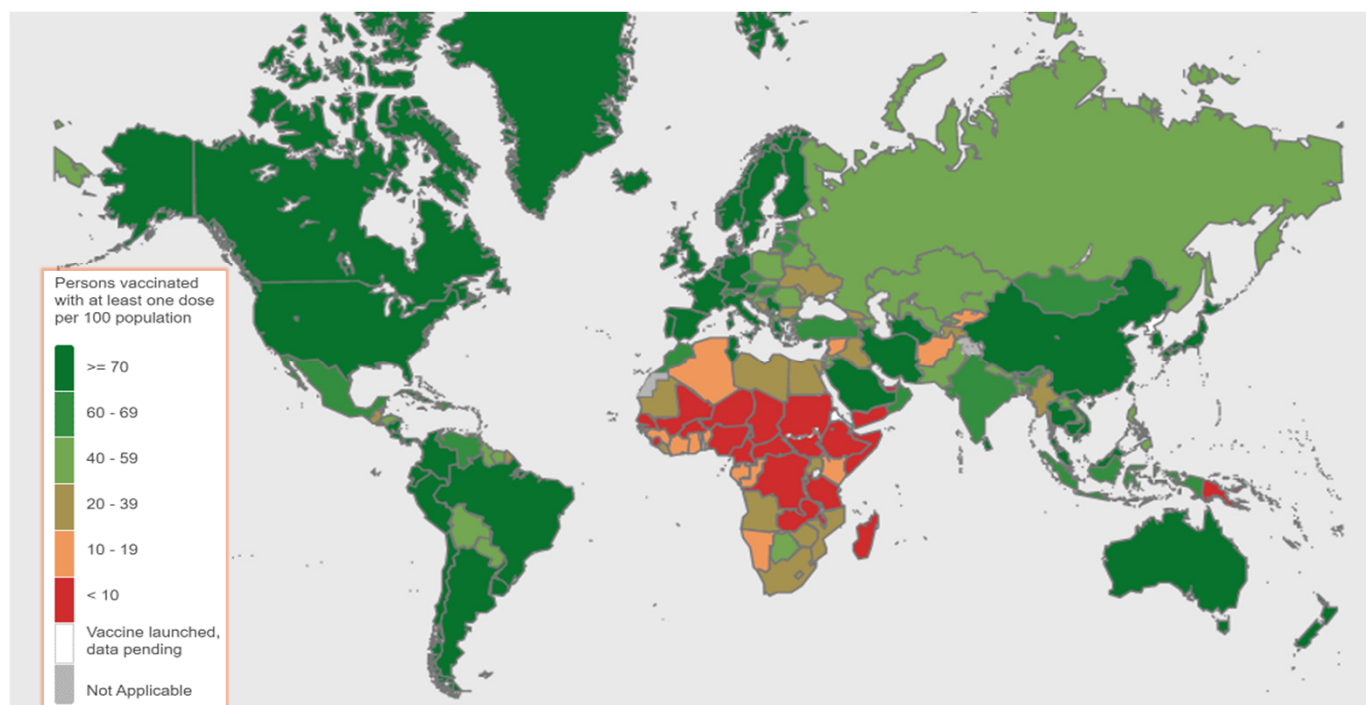 Persons vaccinated
with at least one dose
per 100 population
>= 70
60 - 69
40 - 59
20 - 39
10 - 19
< 10
Vaccine launched,
data pending
Not Applicable